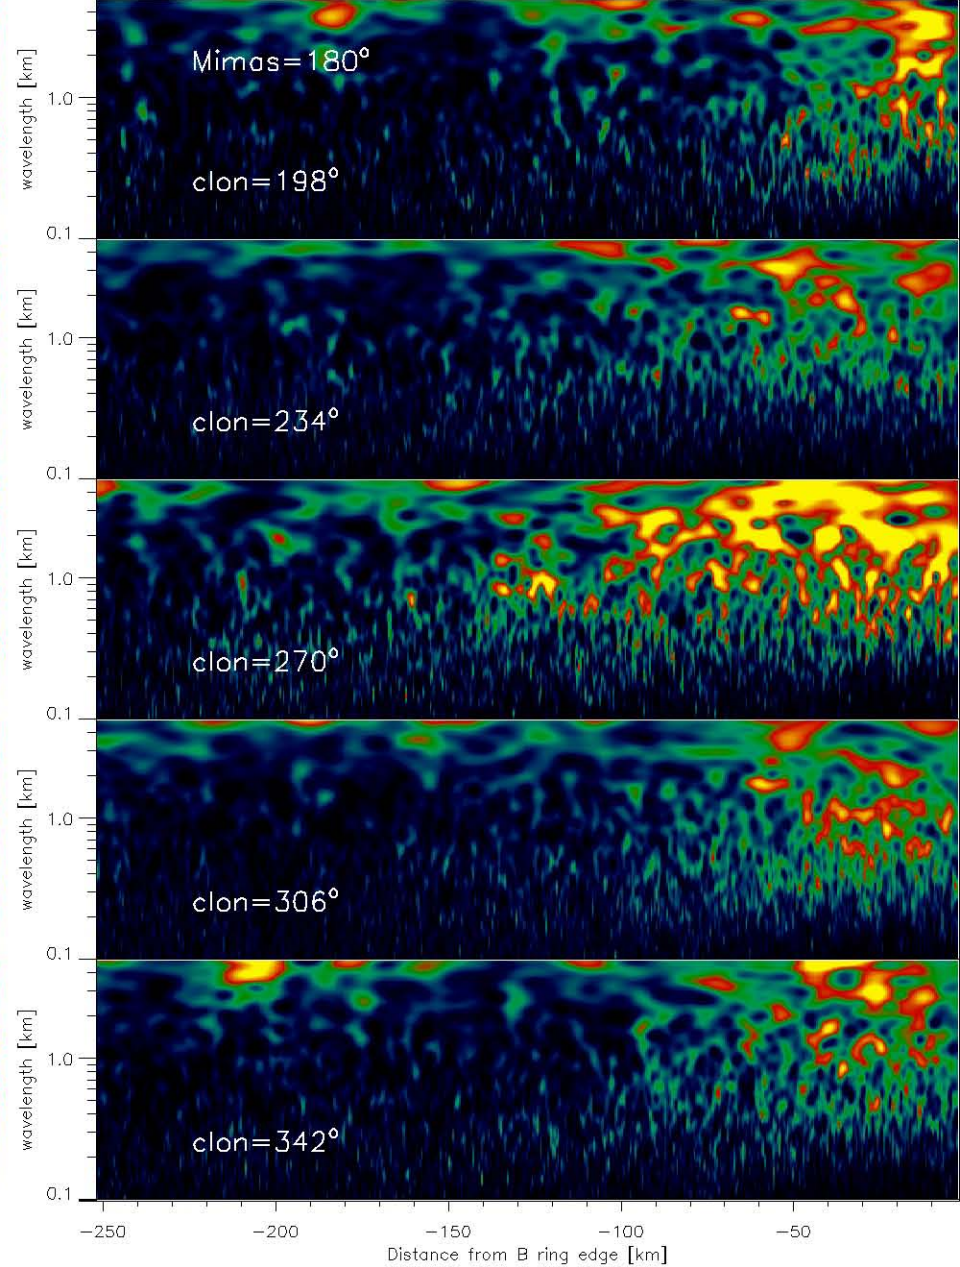 wavelength [km]
1.0
0.1
Mimas=180°
clon=198°
wavelength [km]
1.0
0.1
clon=234°
wavelength [km]
1.0
0.1
clon=270°
wavelength [km]
1.0
0.1
clon=306°
wavelength [km]
1.0
0.1
clon=342°
−250 −200 −150 −100 −50
Distance from B ring edge [km]